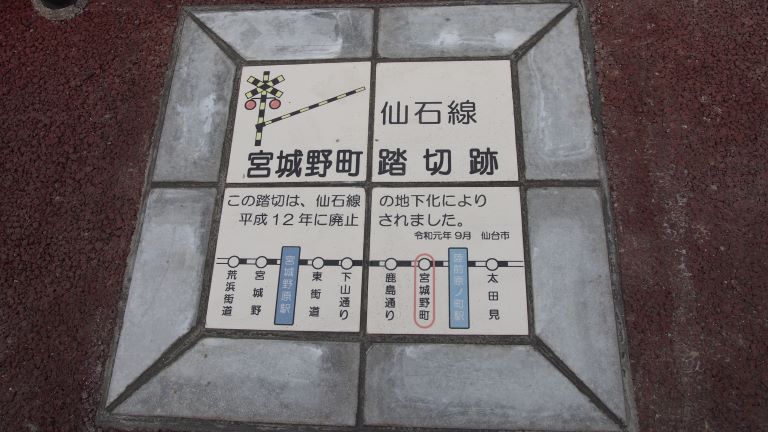 仙石線
宮城野町踏切跡
この踏切は、仙石線の地下化により
平成12年に廃止されました。
令和元年9月 仙台市
荒浜街道
宮城野
宮城野原駅
東街道
下山通り
鹿島通り
宮城野町
陸前原ノ町駅
太田見